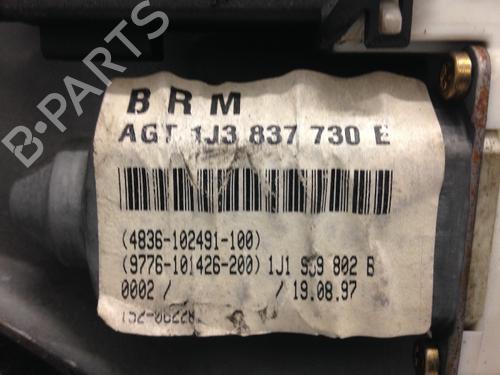 BRM
AGT 1J3 837 730 E
(4836-102491-100)
(9776-101426-200) 1J1 959 802 B
0002 / / 19.08.97
B-PARTS